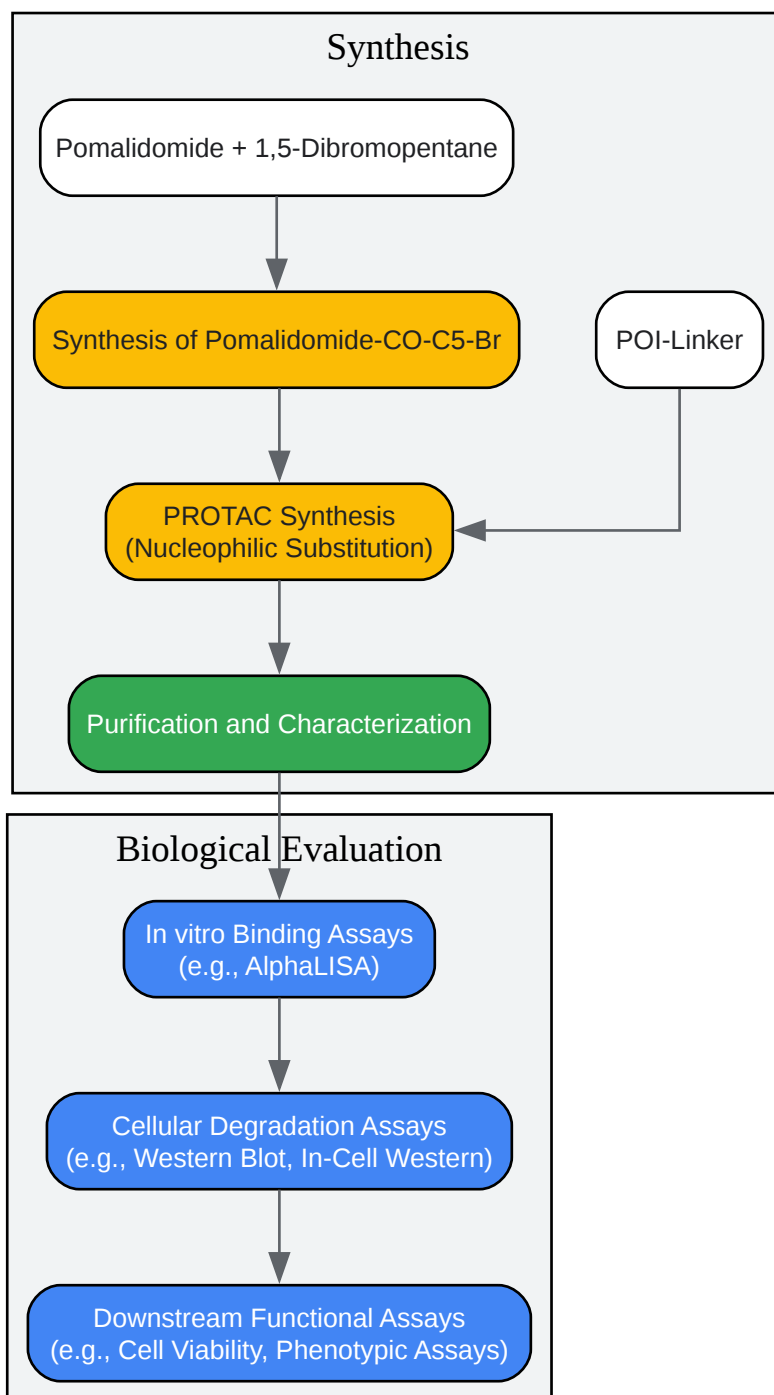 Synthesis
Pomalidomide + 1,5-Dibromopentane
Synthesis of Pomalidomide-CO-C5-Br
POI-Linker
PROTAC Synthesis
(Nucleophilic Substitution)
Purification and Characterization
Biological Evaluation
In vitro Binding Assays
(e.g., AlphaLISA)
Cellular Degradation Assays
(e.g., Western Blot, In-Cell Western)
Downstream Functional Assays
(e.g., Cell Viability, Phenotypic Assays)